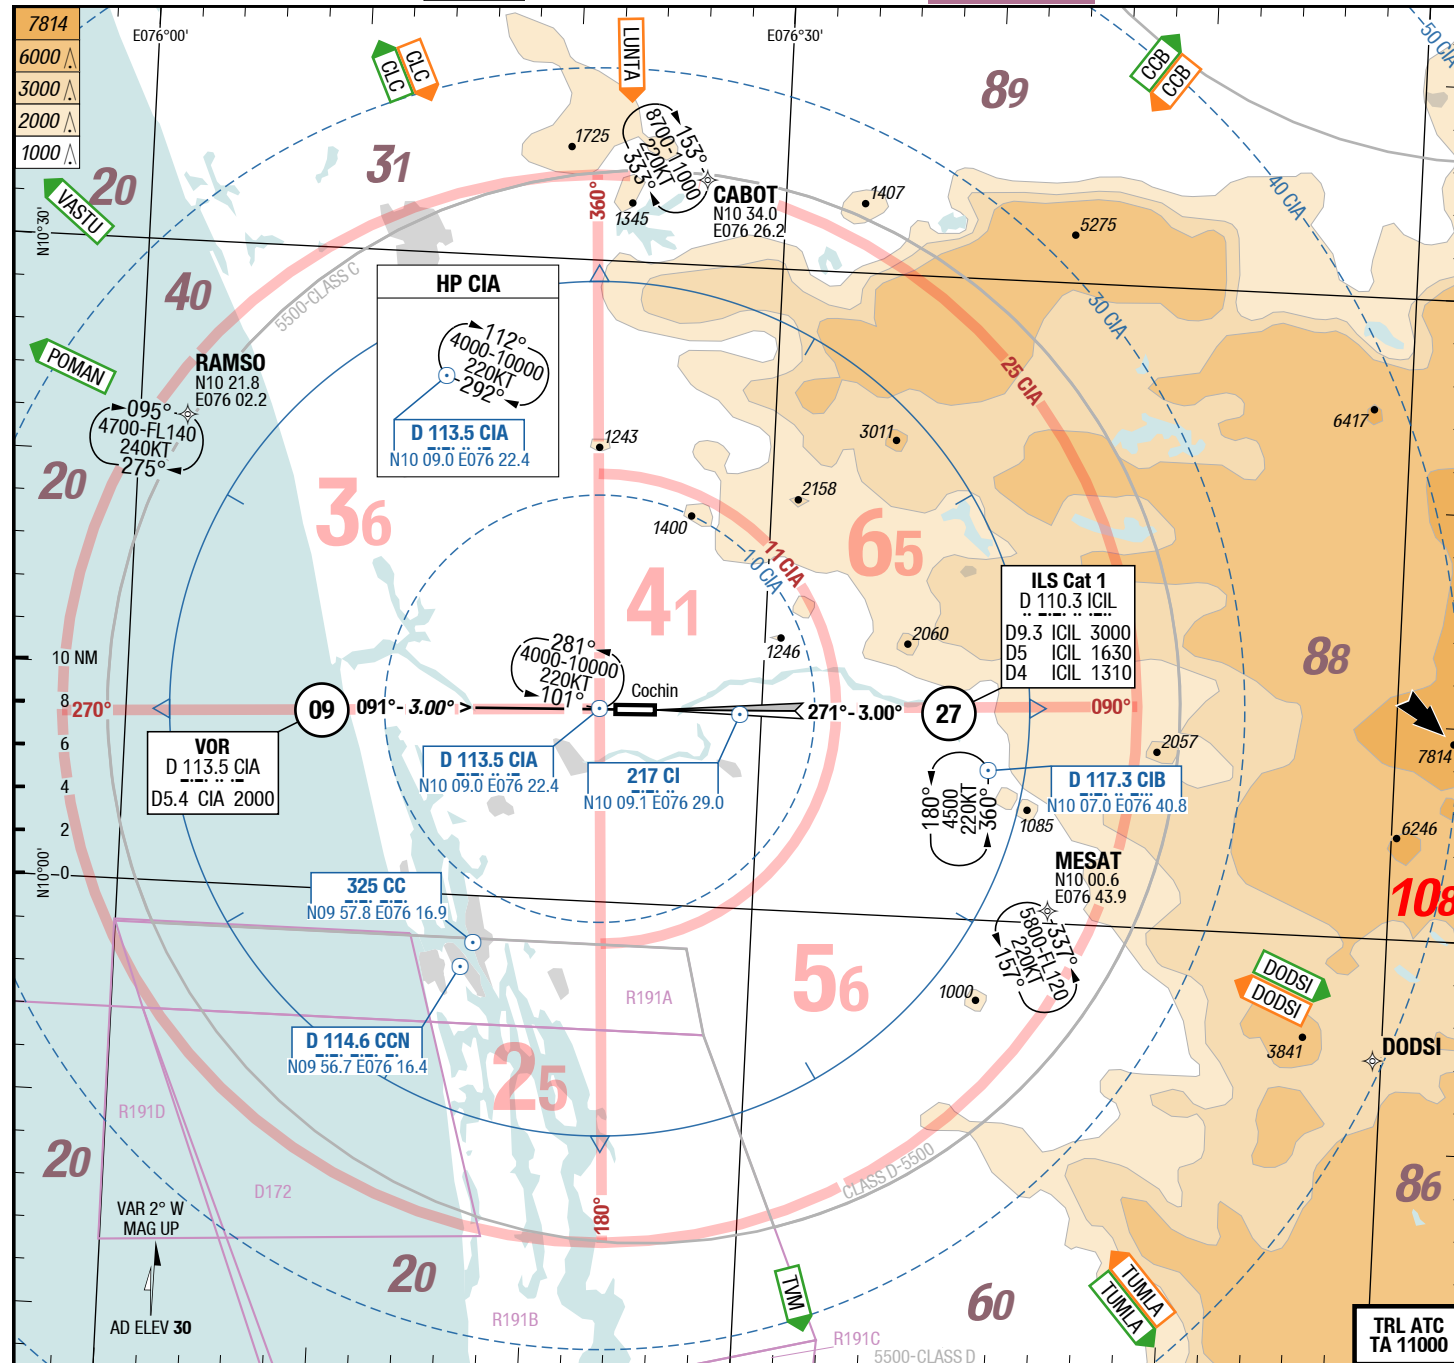 7814
6000
3000
2000
1000
E076°00'
E076°30'
N10°30'
N10°00'
CLC
CLC
LUNTA
CCB
CCB
50 CIA
40 CIA
30 CIA
89
31
20
VASTU
1725
8700-11000
220KT
153°
333°
1345
360°
CABOT
N10 34.0
E076 26.2
1407
5275
40
5500-CLASS C
HP CIA
112°
4000-10000
220KT
292°
D 113.5 CIA
N10 09.0 E076 22.4
POMAN
RAMSO
N10 21.8
E076 02.2
095°
4700-FL140
240KT
275°
20
25 CIA
6417
3011
1243
2158
1400
36
65
41
11 CIA
10 CIA
ILS Cat 1
D 110.3 ICIL
D9.3 ICIL 3000
D5 ICIL 1630
D4 ICIL 1310
2060
1246
88
281°
4000-10000
220KT
101°
Cochin
10 NM
8
6
4
2
0
270°
09
091° - 3.00° >
271° - 3.00°
27
090°
VOR
D 113.5 CIA
D5.4 CIA 2000
D 113.5 CIA
N10 09.0 E076 22.4
217 CI
N10 09.1 E076 29.0
180°
4500
220KT
360°
D 117.3 CIB
N10 07.0 E076 40.8
2057
7814
1085
6246
MESAT
N10 00.6
E076 43.9
108
325 CC
N09 57.8 E076 16.9
337°
5800-FL120
220KT
157°
56
R191A
1000
DODSI
DODSI
3841
DODSI
D 114.6 CCN
N09 56.7 E076 16.4
25
R191D
20
D172
VAR 2° W
MAG UP
AD ELEV 30
180°
CLASS D-5500
86
20
R191B
TVM
R191C
5500-CLASS D
60
TUMLA
TUMLA
TRL ATC
TA 11000